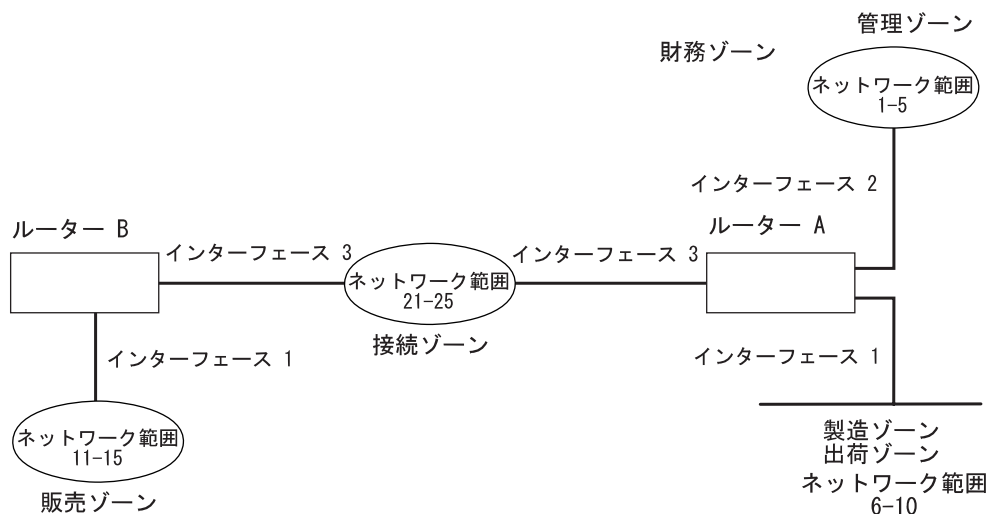 管理ゾーン
財務ゾーン
ネットワーク範囲
1-5
インターフェース 2
ルーター B
ルーター A
インターフェース 3
インターフェース 3
ネットワーク範囲
21-25
接続ゾーン
インターフェース 1
インターフェース 1
ネットワーク範囲
11-15
販売ゾーン
製造ゾーン
出荷ゾーン
ネットワーク範囲
6-10